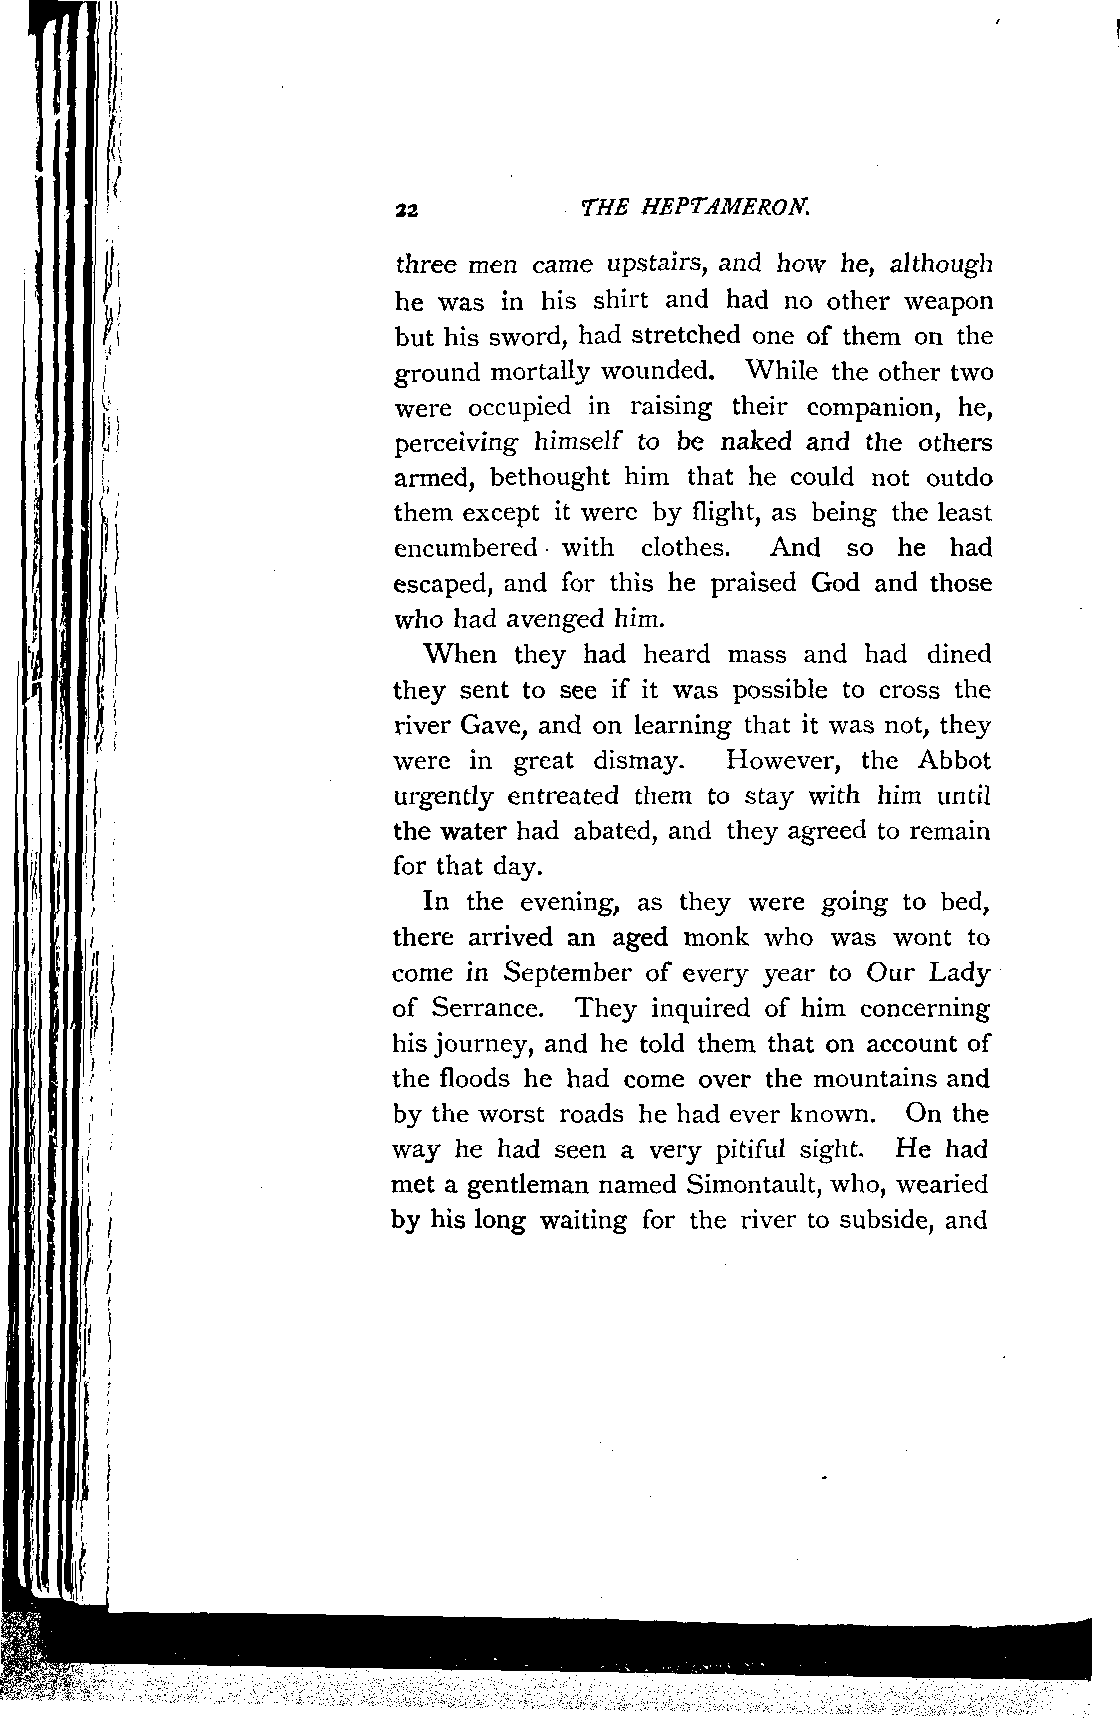 22 THE HEPTAMERON.
three men came upstairs, and how he, although
he was in his shirt and had no other weapon
but his sword, had stretched one of them on the
ground mortally wounded. While the other two
were occupied in raising their companion, he,
perceiving himself to be naked and the others
armed, bethought him that he could not outdo
them except it were by flight, as being the least
encumbered with clothes. And so he had
escaped, and for this he praised God and those
who had avenged him.
When they had heard mass and had dined
they sent to see if it was possible to cross the
river Gave, and on learning that it was not, they
were in great dismay. However, the Abbot
urgently entreated them to stay with him until
the water had abated, and they agreed to remain
for that day.
In the evening, as they were going to bed,
there arrived an aged monk who was wont to
come in September of every year to Our Lady
of Serrance. They inquired of him concerning
his journey, and he told them that on account of
the floods he had come over the mountains and
by the worst roads he had ever known. On the
way he had seen a very pitiful sight. He had
met a gentleman named Simontault, who, wearied
by his long waiting for the river to subside, and